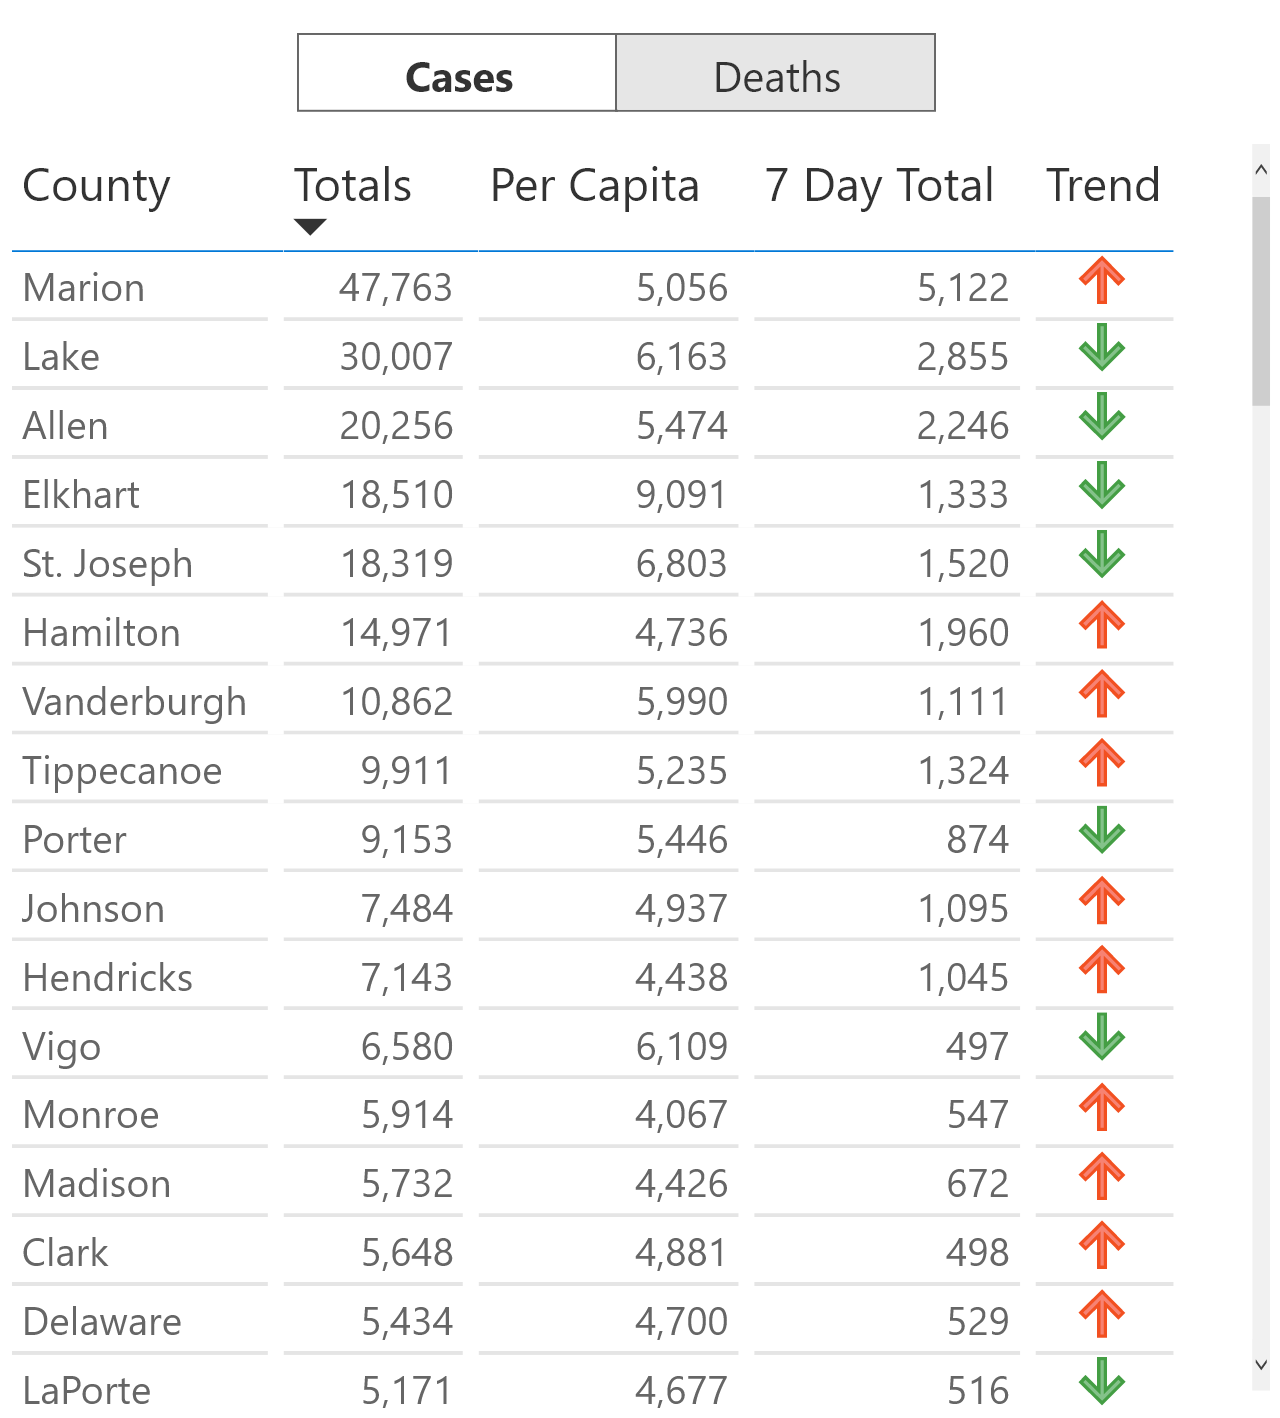 Cases Deaths
County Totals Per Capita 7 Day Total Trend
Marion 47,763 5,056 5,122
Lake 30,007 6,163 2,855
Allen 20,256 5,474 2,246
Elkhart 18,510 9,091 1,333
St. Joseph 18,319 6,803 1,520
Hamilton 14,971 4,736 1,960
Vanderburgh 10,862 5,990 1,111
Tippecanoe 9,911 5,235 1,324
Porter 9,153 5,446 874
Johnson 7,484 4,937 1,095
Hendricks 7,143 4,438 1,045
Vigo 6,580 6,109 497
Monroe 5,914 4,067 547
Madison 5,732 4,426 672
Clark 5,648 4,881 498
Delaware 5,434 4,700 529
LaPorte 5,171 4,677 516